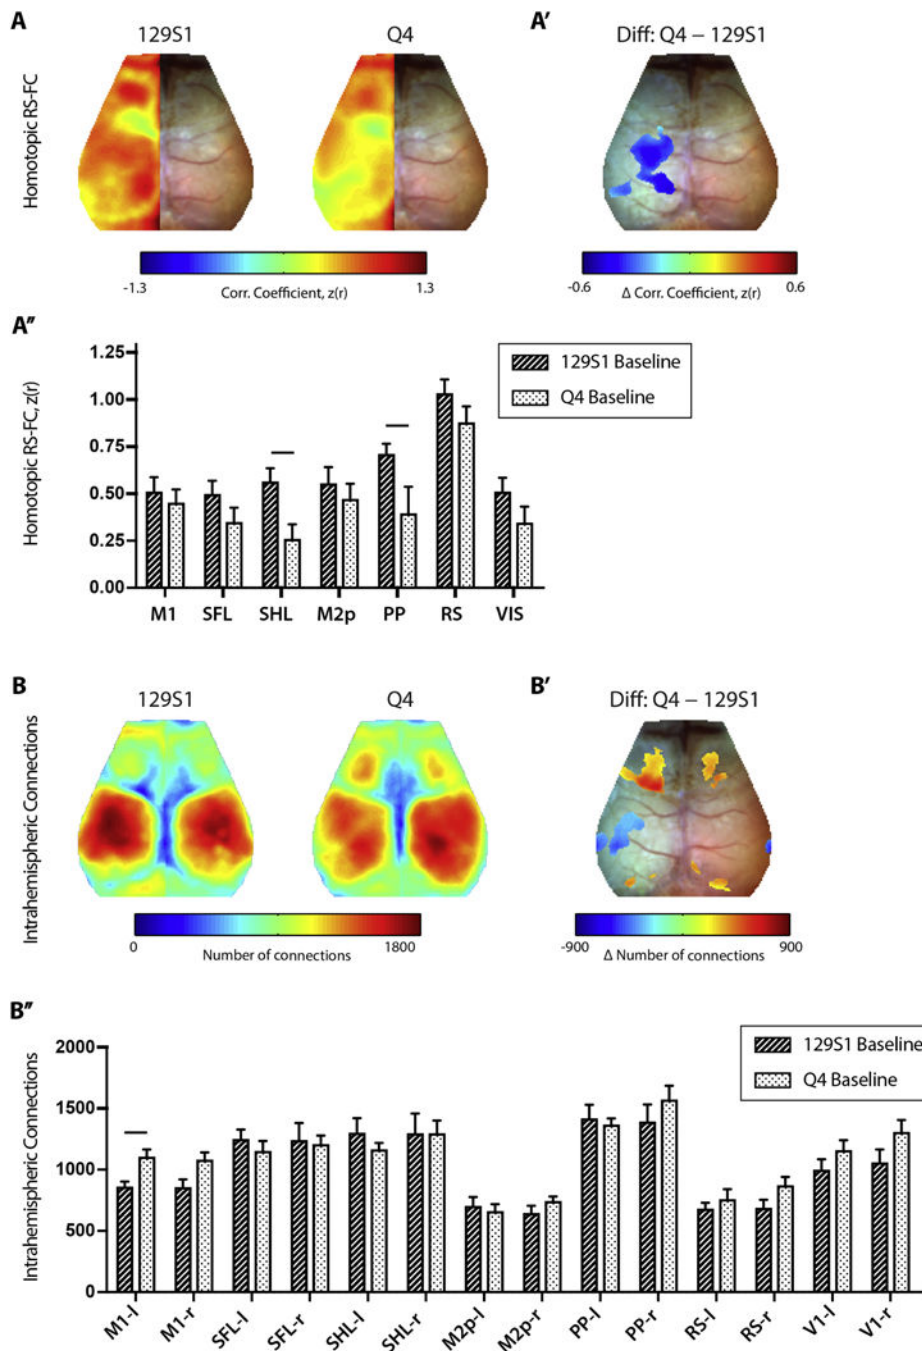 A
A′
129S1
Q4
Diff: Q4 – 129S1
Homotopic RS-FC
-1.3
Corr. Coefficient, z(r)
1.3
-0.6
Δ Corr. Coefficient, z(r)
0.6
A″
Homotopic RS-FC, z(r)
1.25
1.00
0.75
0.50
0.25
0.00
129S1 Baseline
Q4 Baseline
M1 SFL SHL M2p PP RS VIS
B
B′
129S1
Q4
Diff: Q4 – 129S1
Intrahemispheric Connections
0
Number of connections
1800
-900
Δ Number of connections
900
B″
Intrahemispheric Connections
2000
1500
1000
500
0
129S1 Baseline
Q4 Baseline
M1-l M1-r SFL-l SFL-r SHL-l SHL-r M2p-l M2p-r PP-l PP-r RS-l RS-r V1-l V1-r